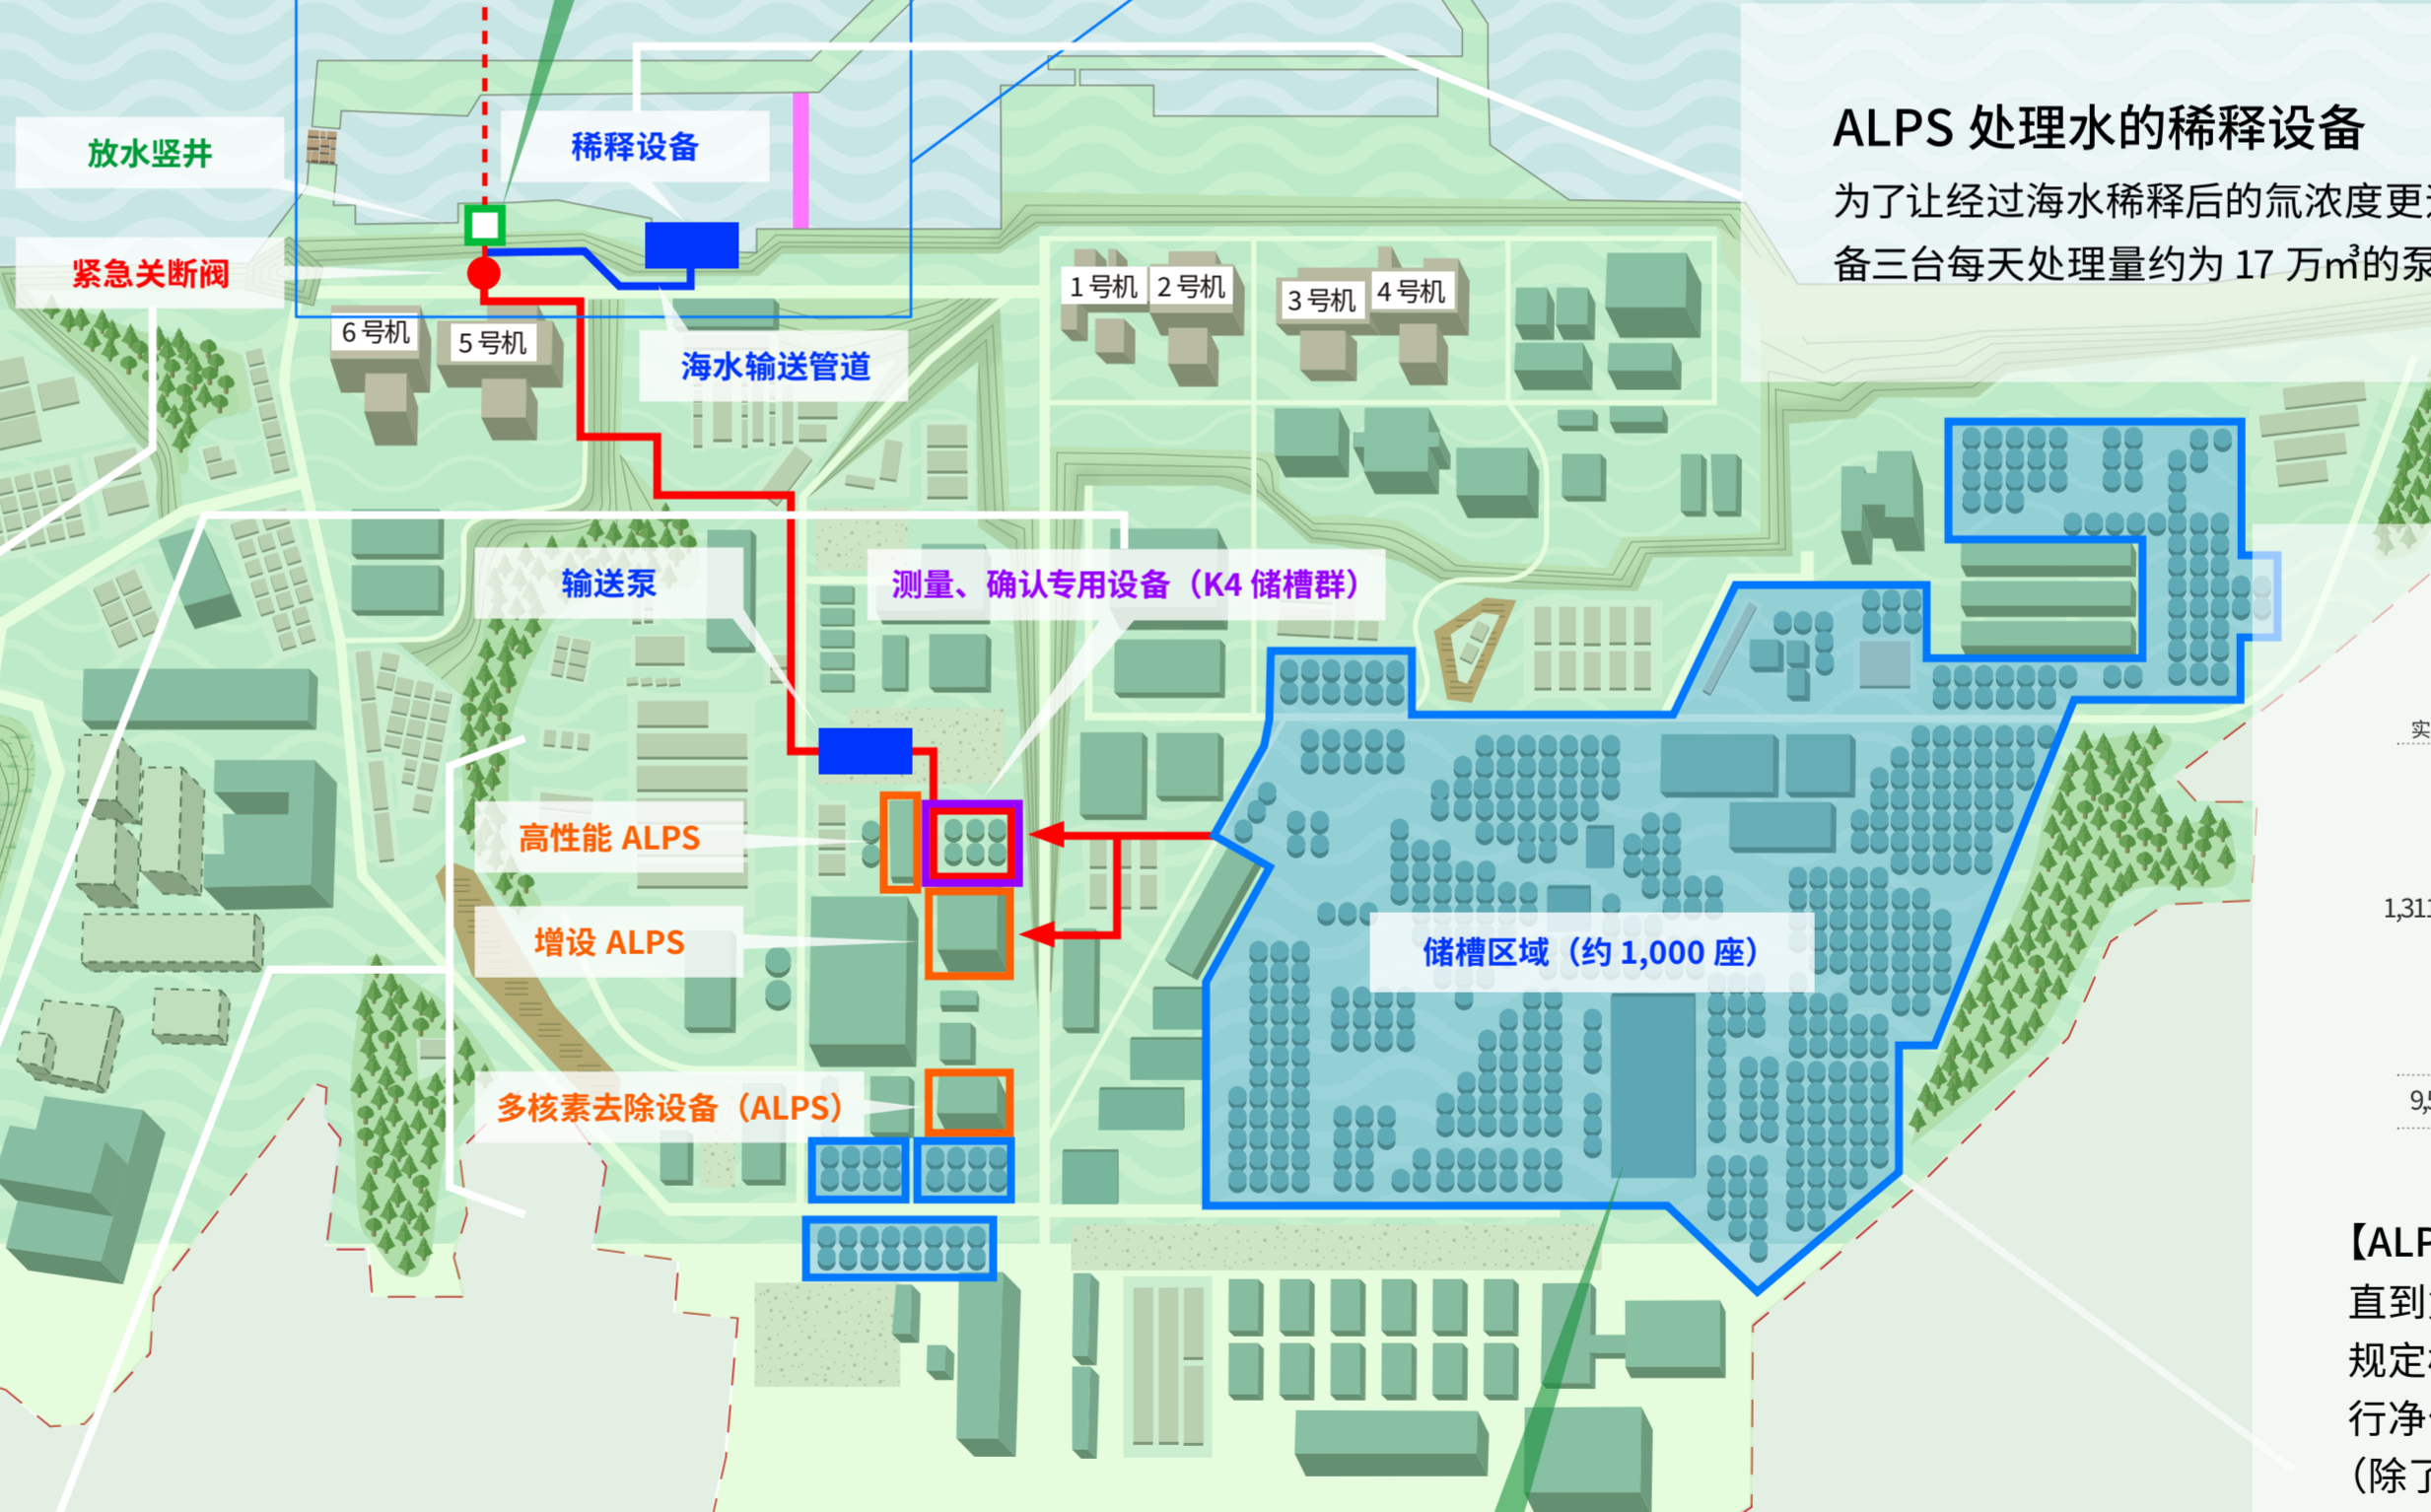 放水竖井
稀释设备
紧急关断阀
ALPS 处理水的稀释设备
为了让经过海水稀释后的氚浓度更
备三台每天处理量约为 17 万m³的泵
1 号机
2 号机
3 号机
4 号机
6 号机
5 号机
海水输送管道
输送泵
测量、确认专用设备（K4 储槽群）
高性能 ALPS
增设 ALPS
储槽区域（约 1,000 座）
多核素去除设备（ALPS）
实
1,311
9,5
【ALP
直到
规定
行净
（除了